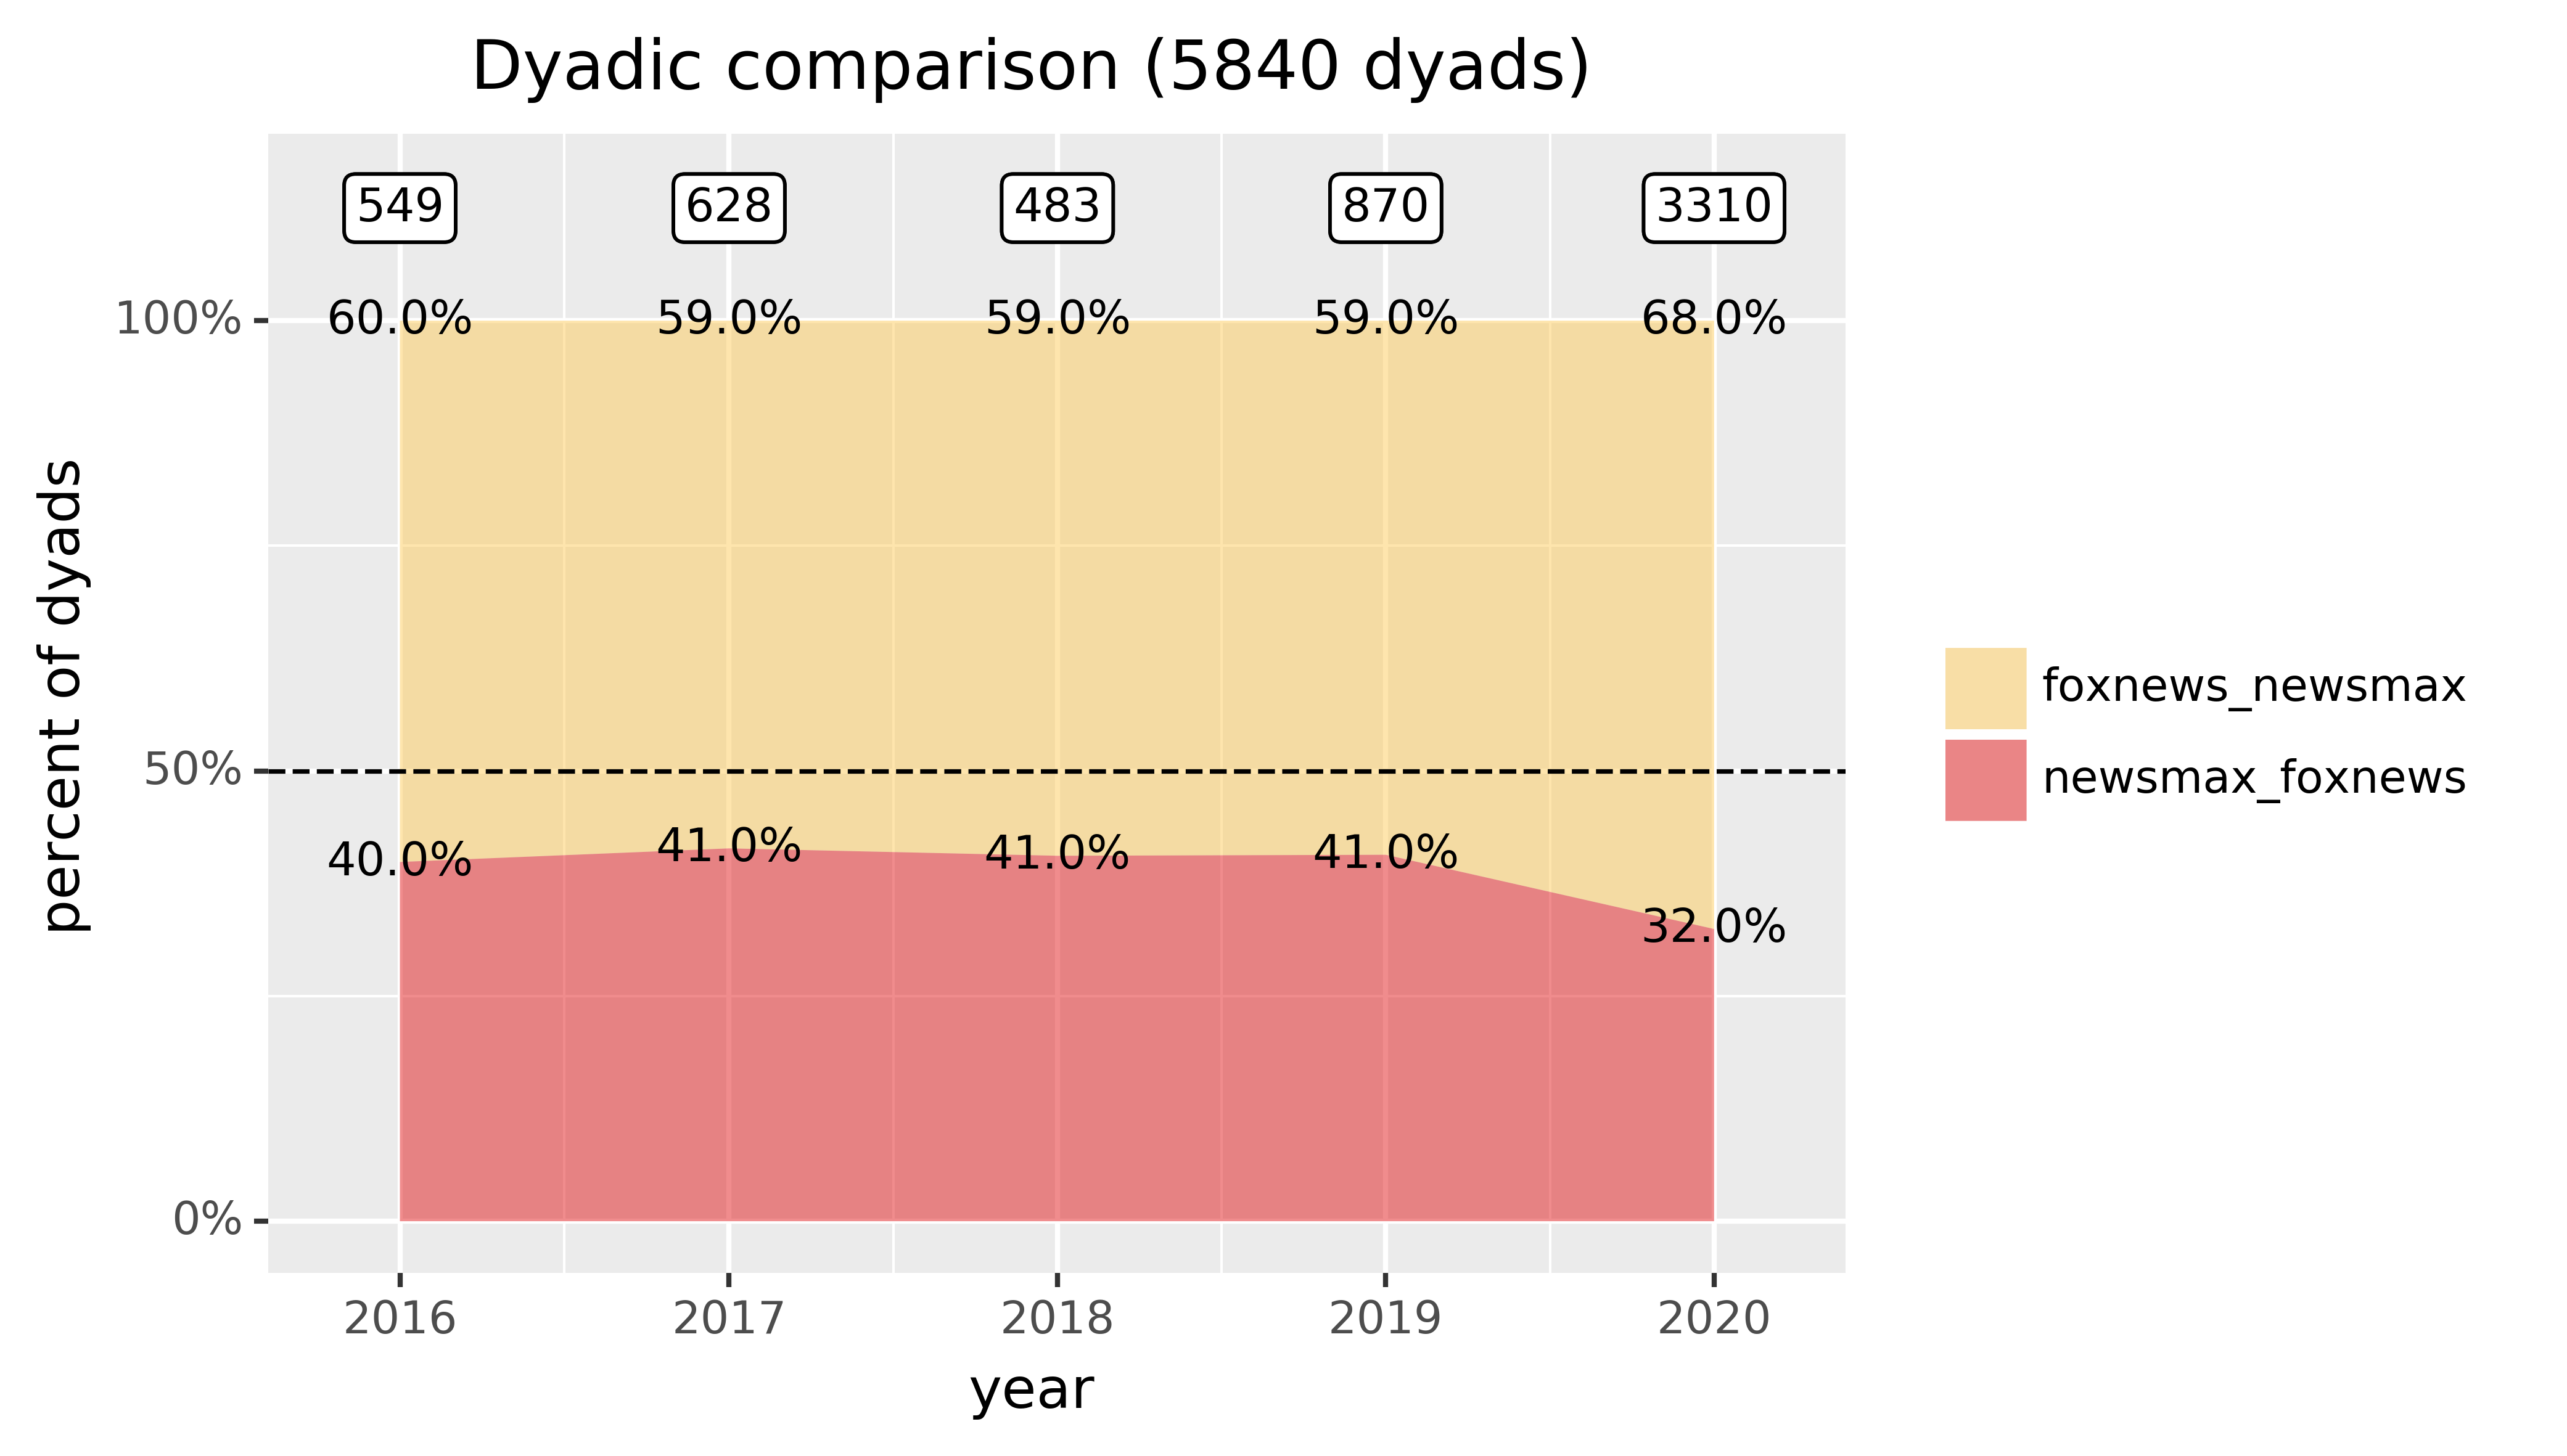 Dyadic comparison (5840 dyads)
549 628 483 870 3310
100% 60.0% 59.0% 59.0% 59.0% 68.0%
percent of dyads
foxnews_newsmax
50%
newsmax_foxnews
40.0% 41.0% 41.0% 41.0%
32.0%
0%
2016 2017 2018 2019 2020
year